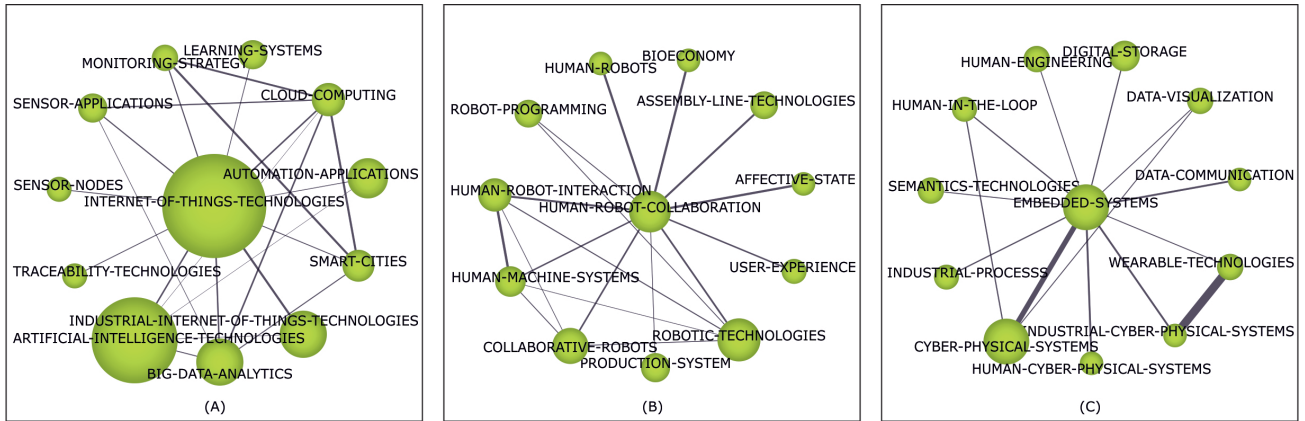 LEARNING-SYSTEMS
MONITORING-STRATEGY
CLOUD-COMPUTING
SENSOR-APPLICATIONS
AUTOMATION-APPLICATIONS
SENSOR-NODES
INTERNET-OF-THINGS-TECHNOLOGIES
SMART-CITIES
TRACEABILITY-TECHNOLOGIES
INDUSTRIAL-INTERNET-OF-THINGS-TECHNOLOGIES
ARTIFICIAL-INTELLIGENCE-TECHNOLOGIES
BIG-DATA-ANALYTICS
(A)
BIOECONOMY
HUMAN-ROBOTS
ASSEMBLY-LINE-TECHNOLOGIES
ROBOT-PROGRAMMING
AFFECTIVE-STATE
HUMAN-ROBOT-INTERACTION
HUMAN-ROBOT-COLLABORATION
USER-EXPERIENCE
HUMAN-MACHINE-SYSTEMS
ROBOTIC-TECHNOLOGIES
COLLABORATIVE-ROBOTS
PRODUCTION-SYSTEM
(B)
DIGITAL-STORAGE
HUMAN-ENGINEERING
DATA-VISUALIZATION
HUMAN-IN-THE-LOOP
DATA-COMMUNICATION
SEMANTICS-TECHNOLOGIES
EMBEDDED-SYSTEMS
WEARABLE-TECHNOLOGIES
INDUSTRIAL-PROCESSS
INDUSTRIAL-CYBER-PHYSICAL-SYSTEMS
CYBER-PHYSICAL-SYSTEMS
HUMAN-CYBER-PHYSICAL-SYSTEMS
(C)